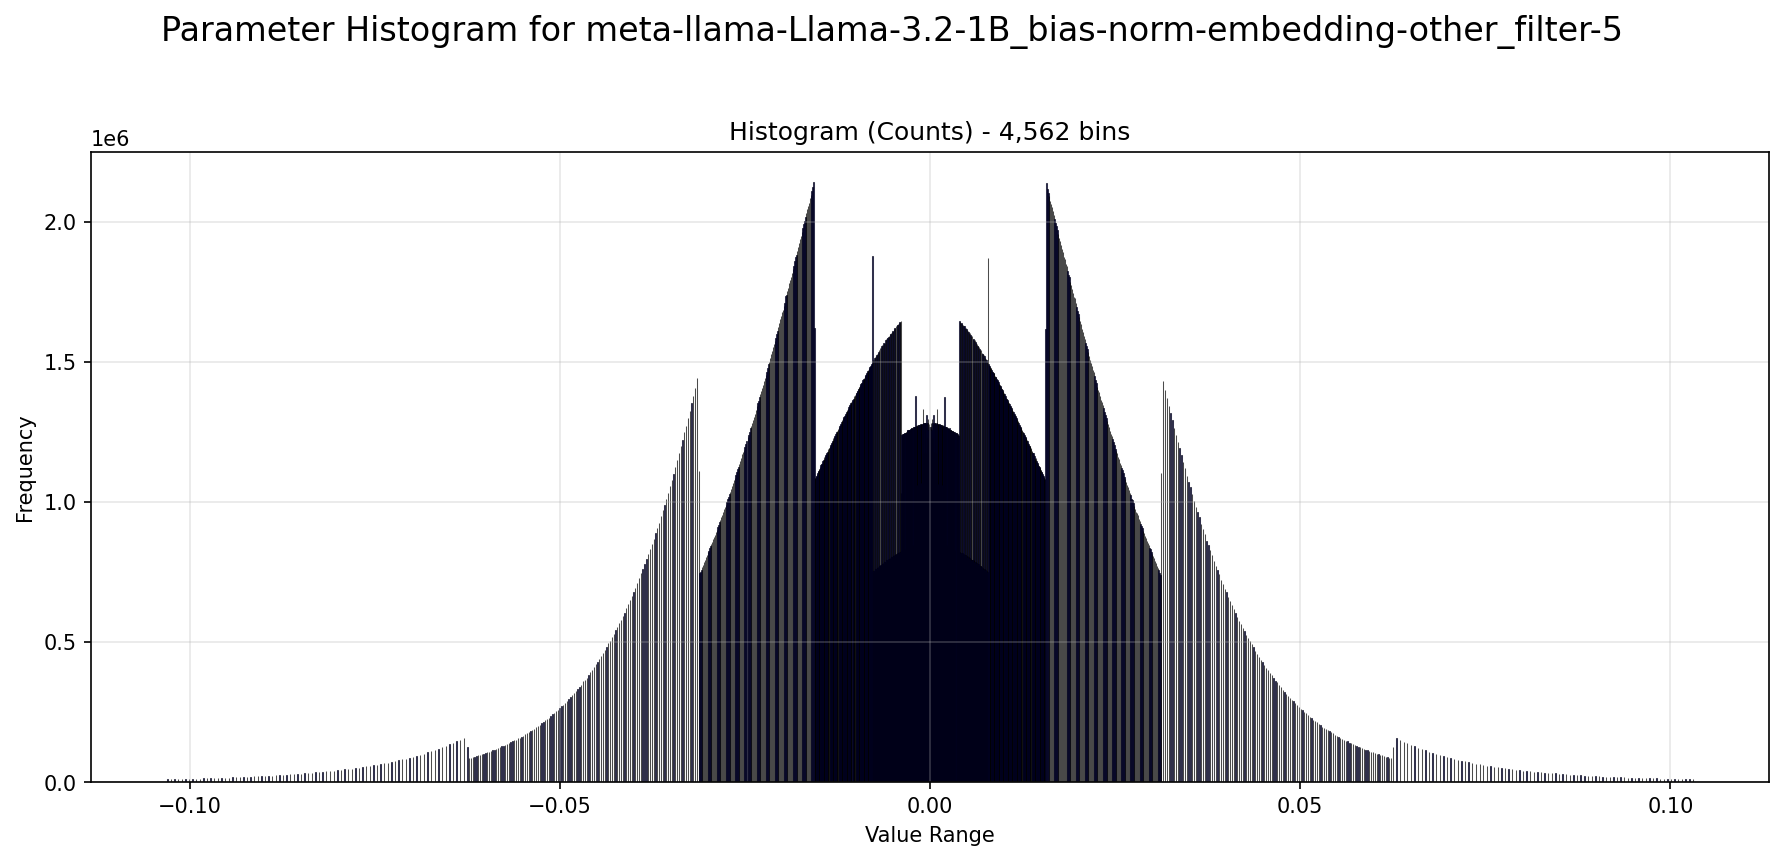 Parameter Histogram for meta-llama-Llama-3.2-1B_bias-norm-embedding-other_filter-5
Histogram (Counts) - 4,562 bins
1e6
2.0
1.5
1.0
0.5
0.0
Frequency
−0.10
−0.05
0.00
0.05
0.10
Value Range